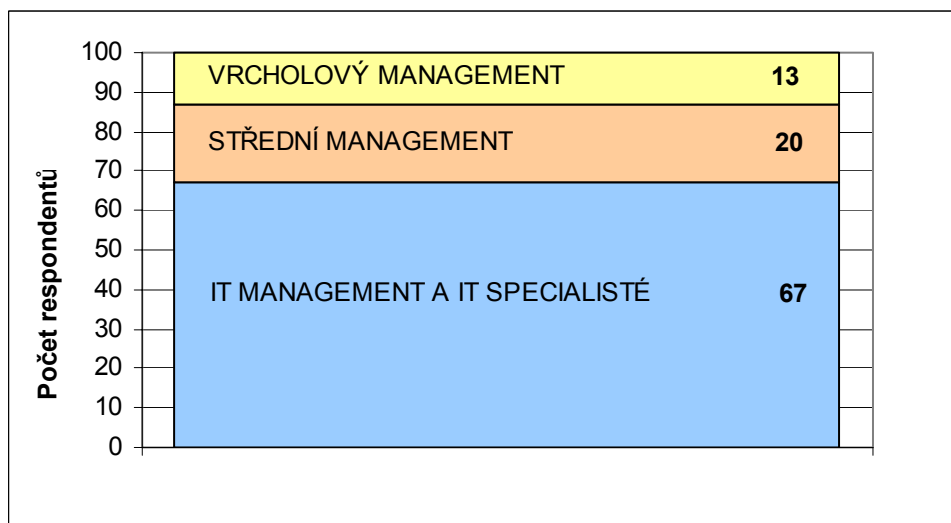 100
90
80
70
60
50
40
30
20
10
0
Počet respondentů
VRCHOLOVÝ MANAGEMENT 13
STŘEDNÍ MANAGEMENT 20
IT MANAGEMENT A IT SPECIALISTÉ 67